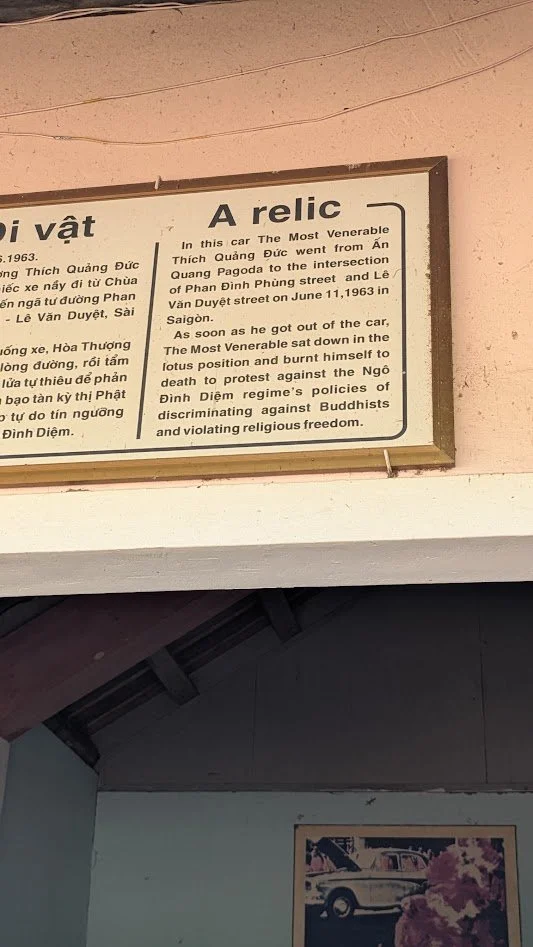 Di vật
.1963.
Thích Quảng Đức
xe nầy đi từ Chùa
ngã tư đường Phan
- Lê Văn Duyệt, Sài
xe, Hòa Thượng
lòng đường, rồi tẩm
lửa tự thiêu để phản
bạo tàn kỳ thị Phật
tự do tín ngưỡng
Đình Diệm.
A relic
In this car The Most Venerable
Thích Quảng Đức went from Ấn
Quang Pagoda to the intersection
of Phan Đình Phùng street and Lê
Văn Duyệt street on June 11,1963 in
Saigòn.
As soon as he got out of the car,
The Most Venerable sat down in the
lotus position and burnt himself to
death to protest against the Ngô
Đình Diệm regime's policies of
discriminating against Buddhists
and violating religious freedom.